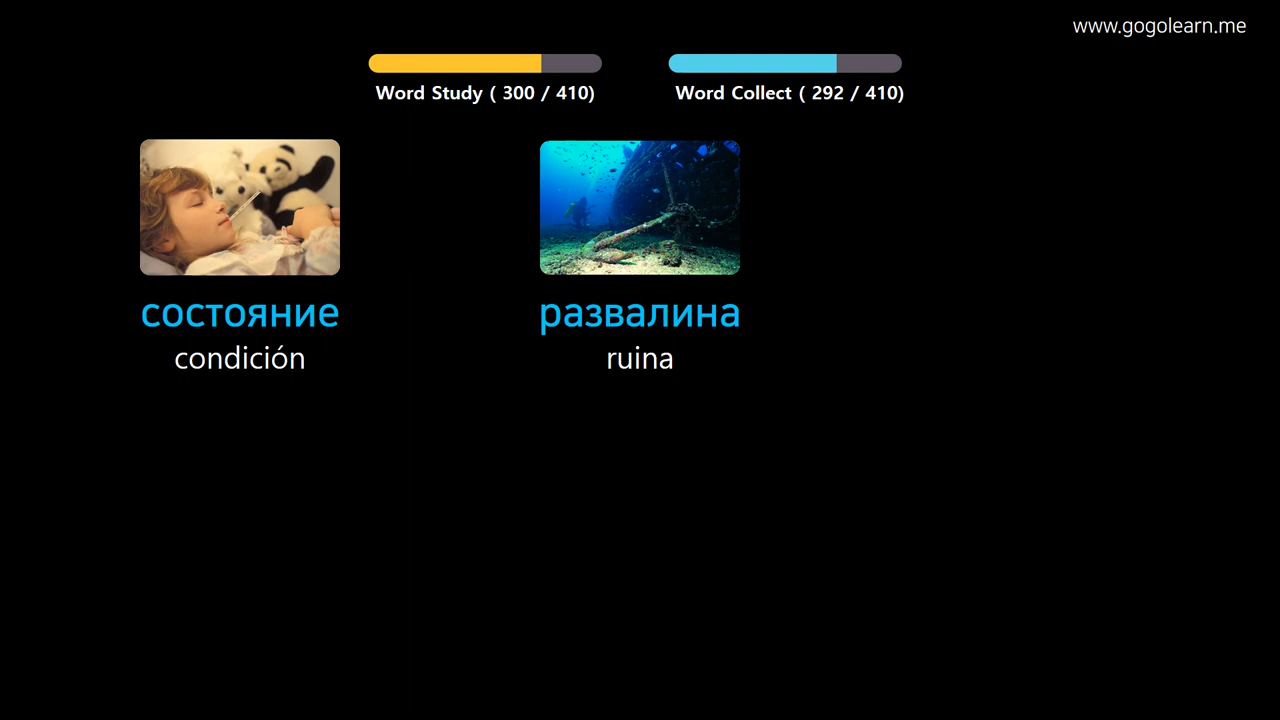 www.gogolearn.me
Word Study ( 300 / 410)
Word Collect ( 292 / 410)
состояние
condición
развалина
ruina